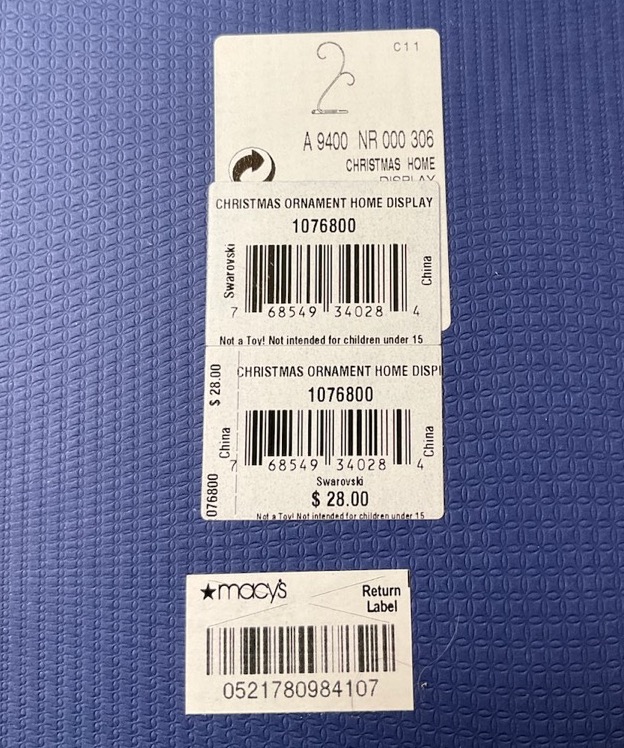 C11
A 9400 NR 000 306
CHRISTMAS HOME
DISPLAY
CHRISTMAS ORNAMENT HOME DISPLAY
1076800
Swarovski
China
7 68549 34028 4
Not a Toy! Not intended for children under 15
$ 28.00
076800
CHRISTMAS ORNAMENT HOME DISPL
1076800
China
China
7 68549 34028 4
Swarovski
$ 28.00
Not a Toy! Not intended for children under 15
★macy's
Return
Label
0521780984107